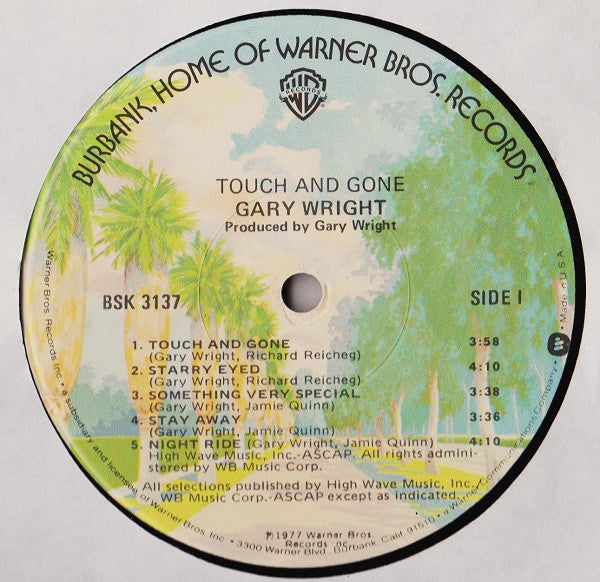 BURBANK, HOME OF WARNER BROS. RECORDS
WB
RECORDS
TOUCH AND GONE
GARY WRIGHT
Produced by Gary Wright
BSK 3137
SIDE I
1. TOUCH AND GONE 3:58
(Gary Wright, Richard Reicheg)
2. STARRY EYED 4:10
(Gary Wright, Richard Reicheg)
3. SOMETHING VERY SPECIAL 3:38
(Gary Wright, Jamie Quinn)
4. STAY AWAY 3:36
(Gary Wright, Jamie Quinn)
5. NIGHT RIDE (Gary Wright, Jamie Quinn) 4:10
High Wave Music, Inc.-ASCAP. All rights adminis-
tered by WB Music Corp.
All selections published by High Wave Music, Inc./
WB Music Corp.-ASCAP except as indicated.
℗1977 Warner Bros.
Records Inc.
Warner Bros. Records Inc. • a subsidiary and licensee of Warner Bros. Inc. • 3300 Warner Blvd., Burbank, Calif. 91510 • a Warner Communications Company. • Made in U.S.A.